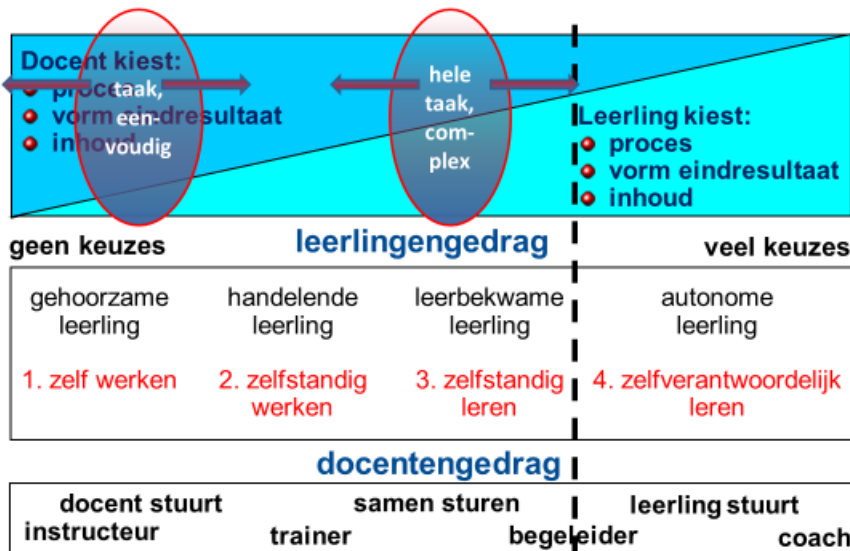 Docent kiest:
proces
vorm eindresultaat
inhoud
taak,
een-
voudig
hele
taak,
com-
plex
Leerling kiest:
proces
vorm eindresultaat
inhoud
geen keuzes
leerlingengedrag
veel keuzes
gehoorzame
leerling
handelende
leerling
leerbekwame
leerling
autonome
leerling
1. zelf werken
2. zelfstandig
werken
3. zelfstandig
leren
4. zelfverantwoordelijk
leren
docentengedrag
docent stuurt
samen sturen
leerling stuurt
instructeur
trainer
begeleider
coach